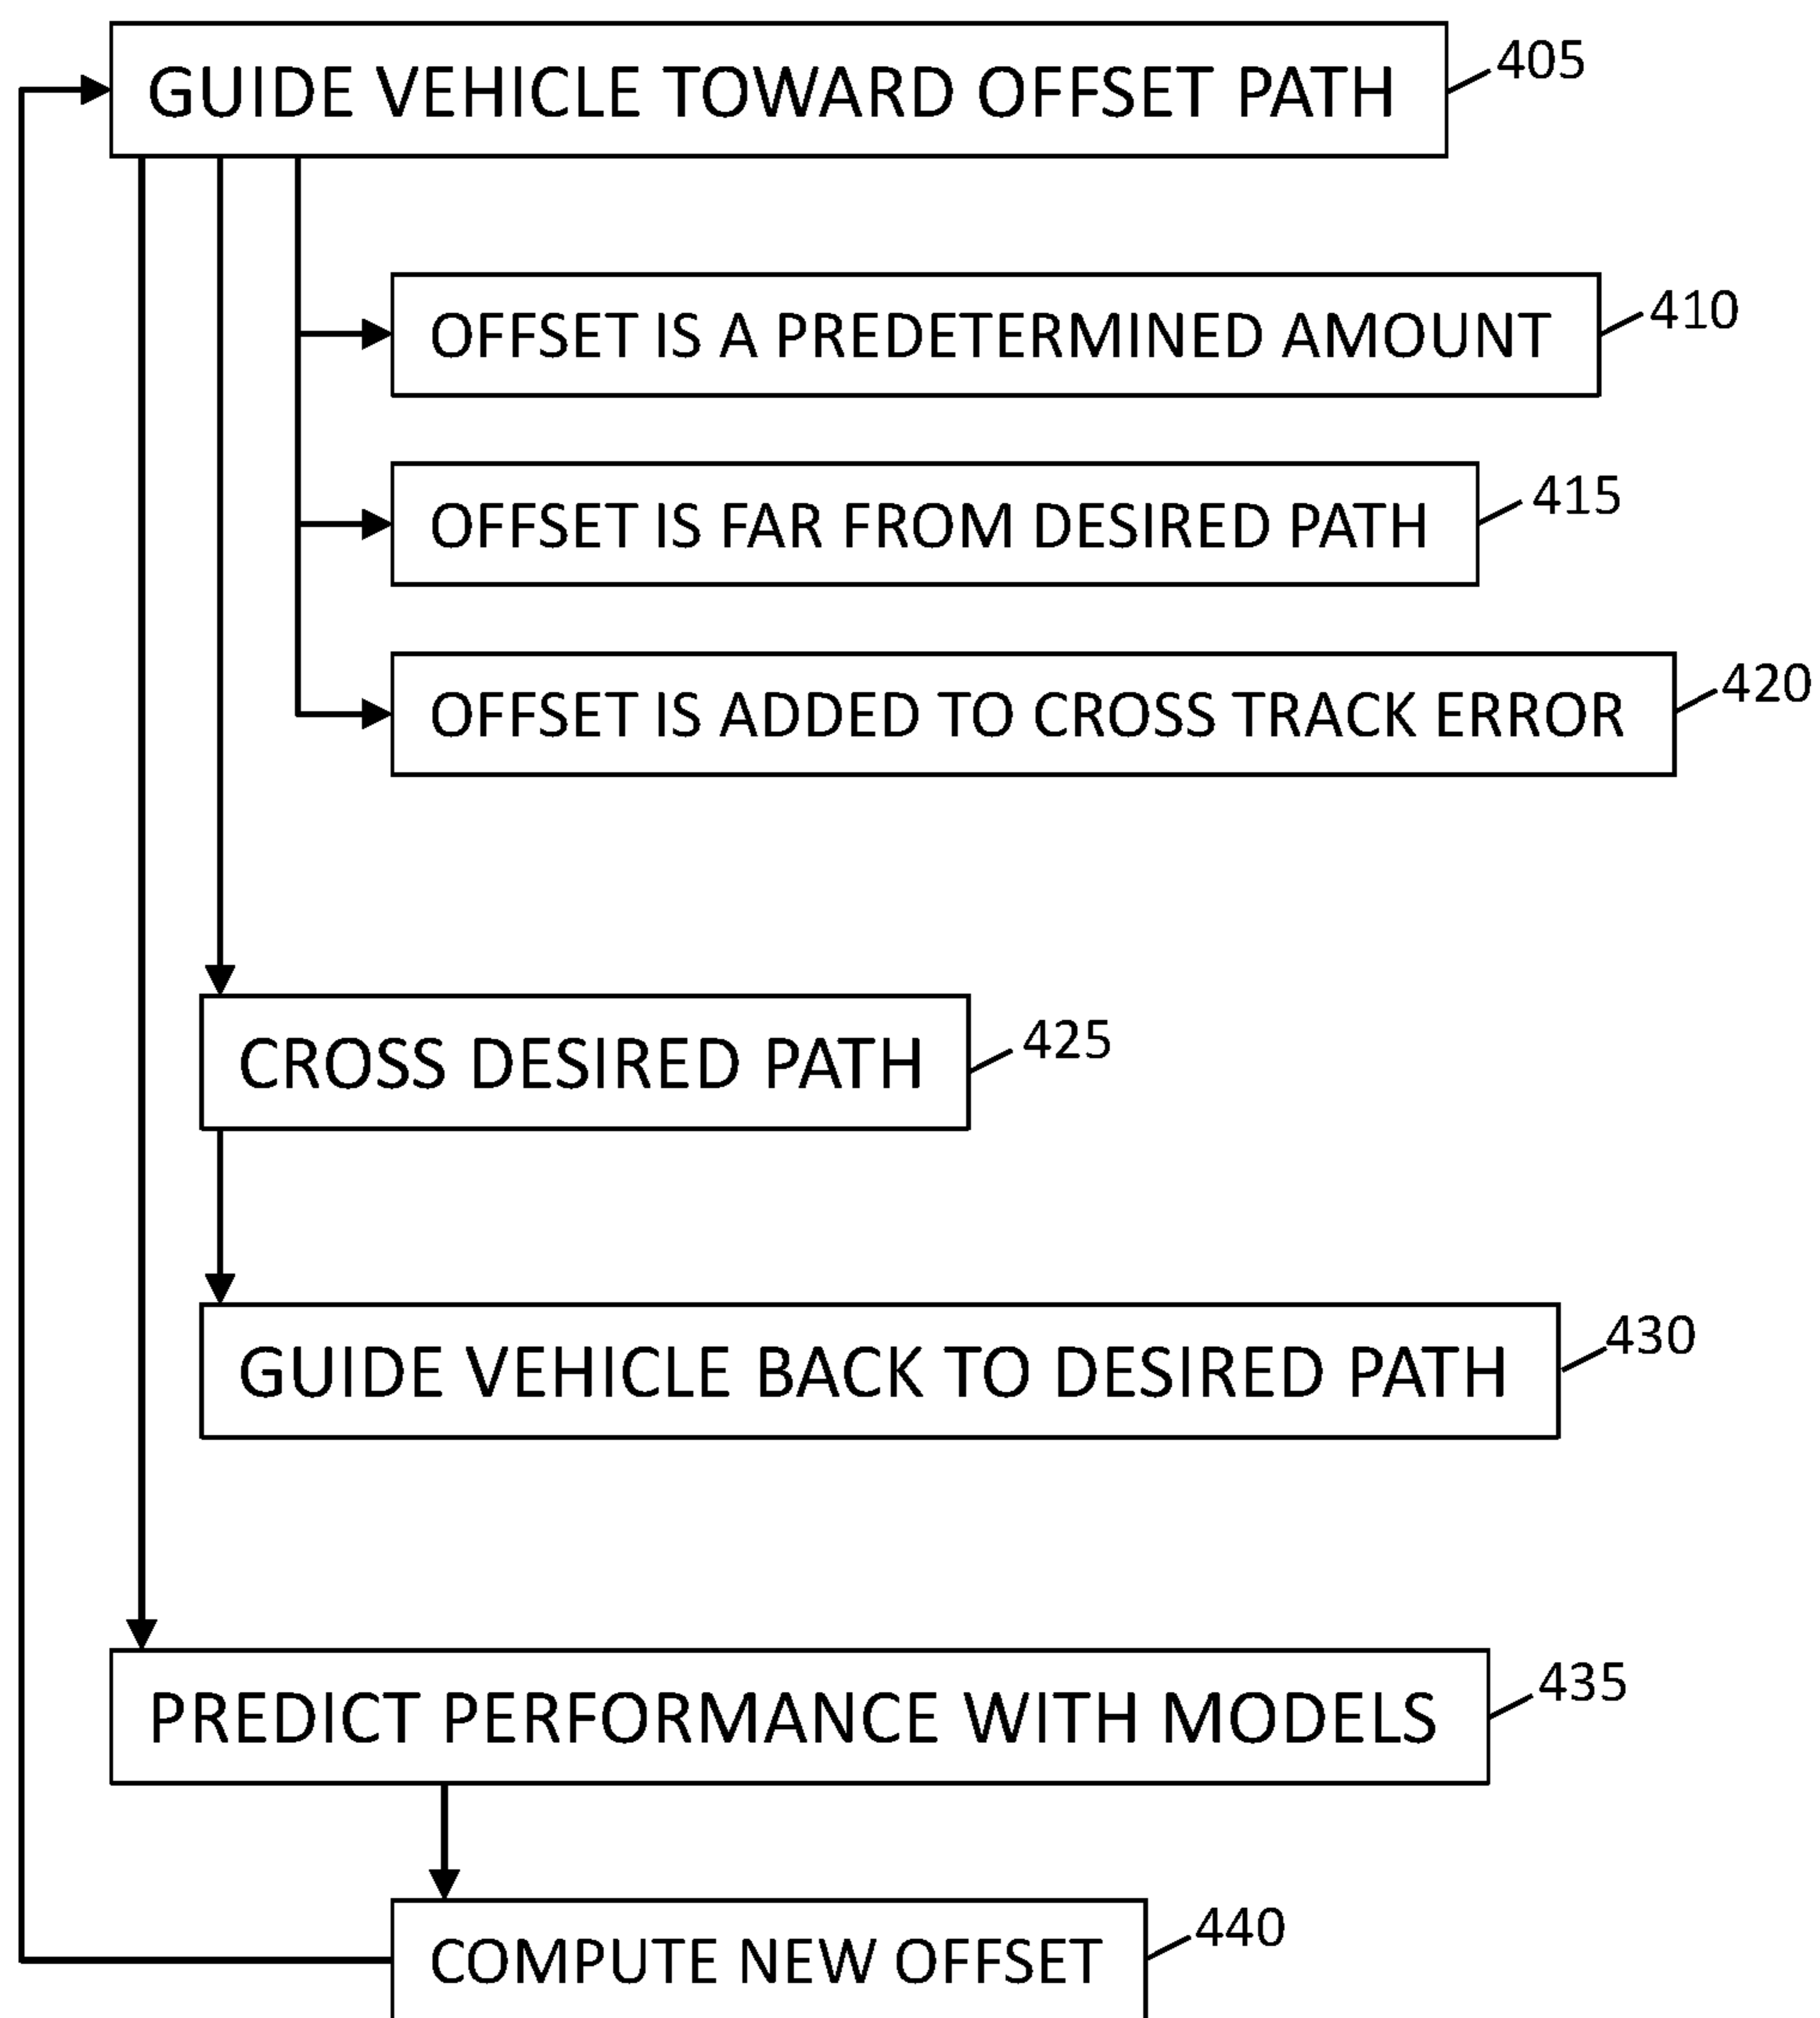 GUIDE VEHICLE TOWARD OFFSET PATH
405
OFFSET IS A PREDETERMINED AMOUNT
410
OFFSET IS FAR FROM DESIRED PATH
415
OFFSET IS ADDED TO CROSS TRACK ERROR
420
CROSS DESIRED PATH
425
GUIDE VEHICLE BACK TO DESIRED PATH
430
PREDICT PERFORMANCE WITH MODELS
435
COMPUTE NEW OFFSET
440